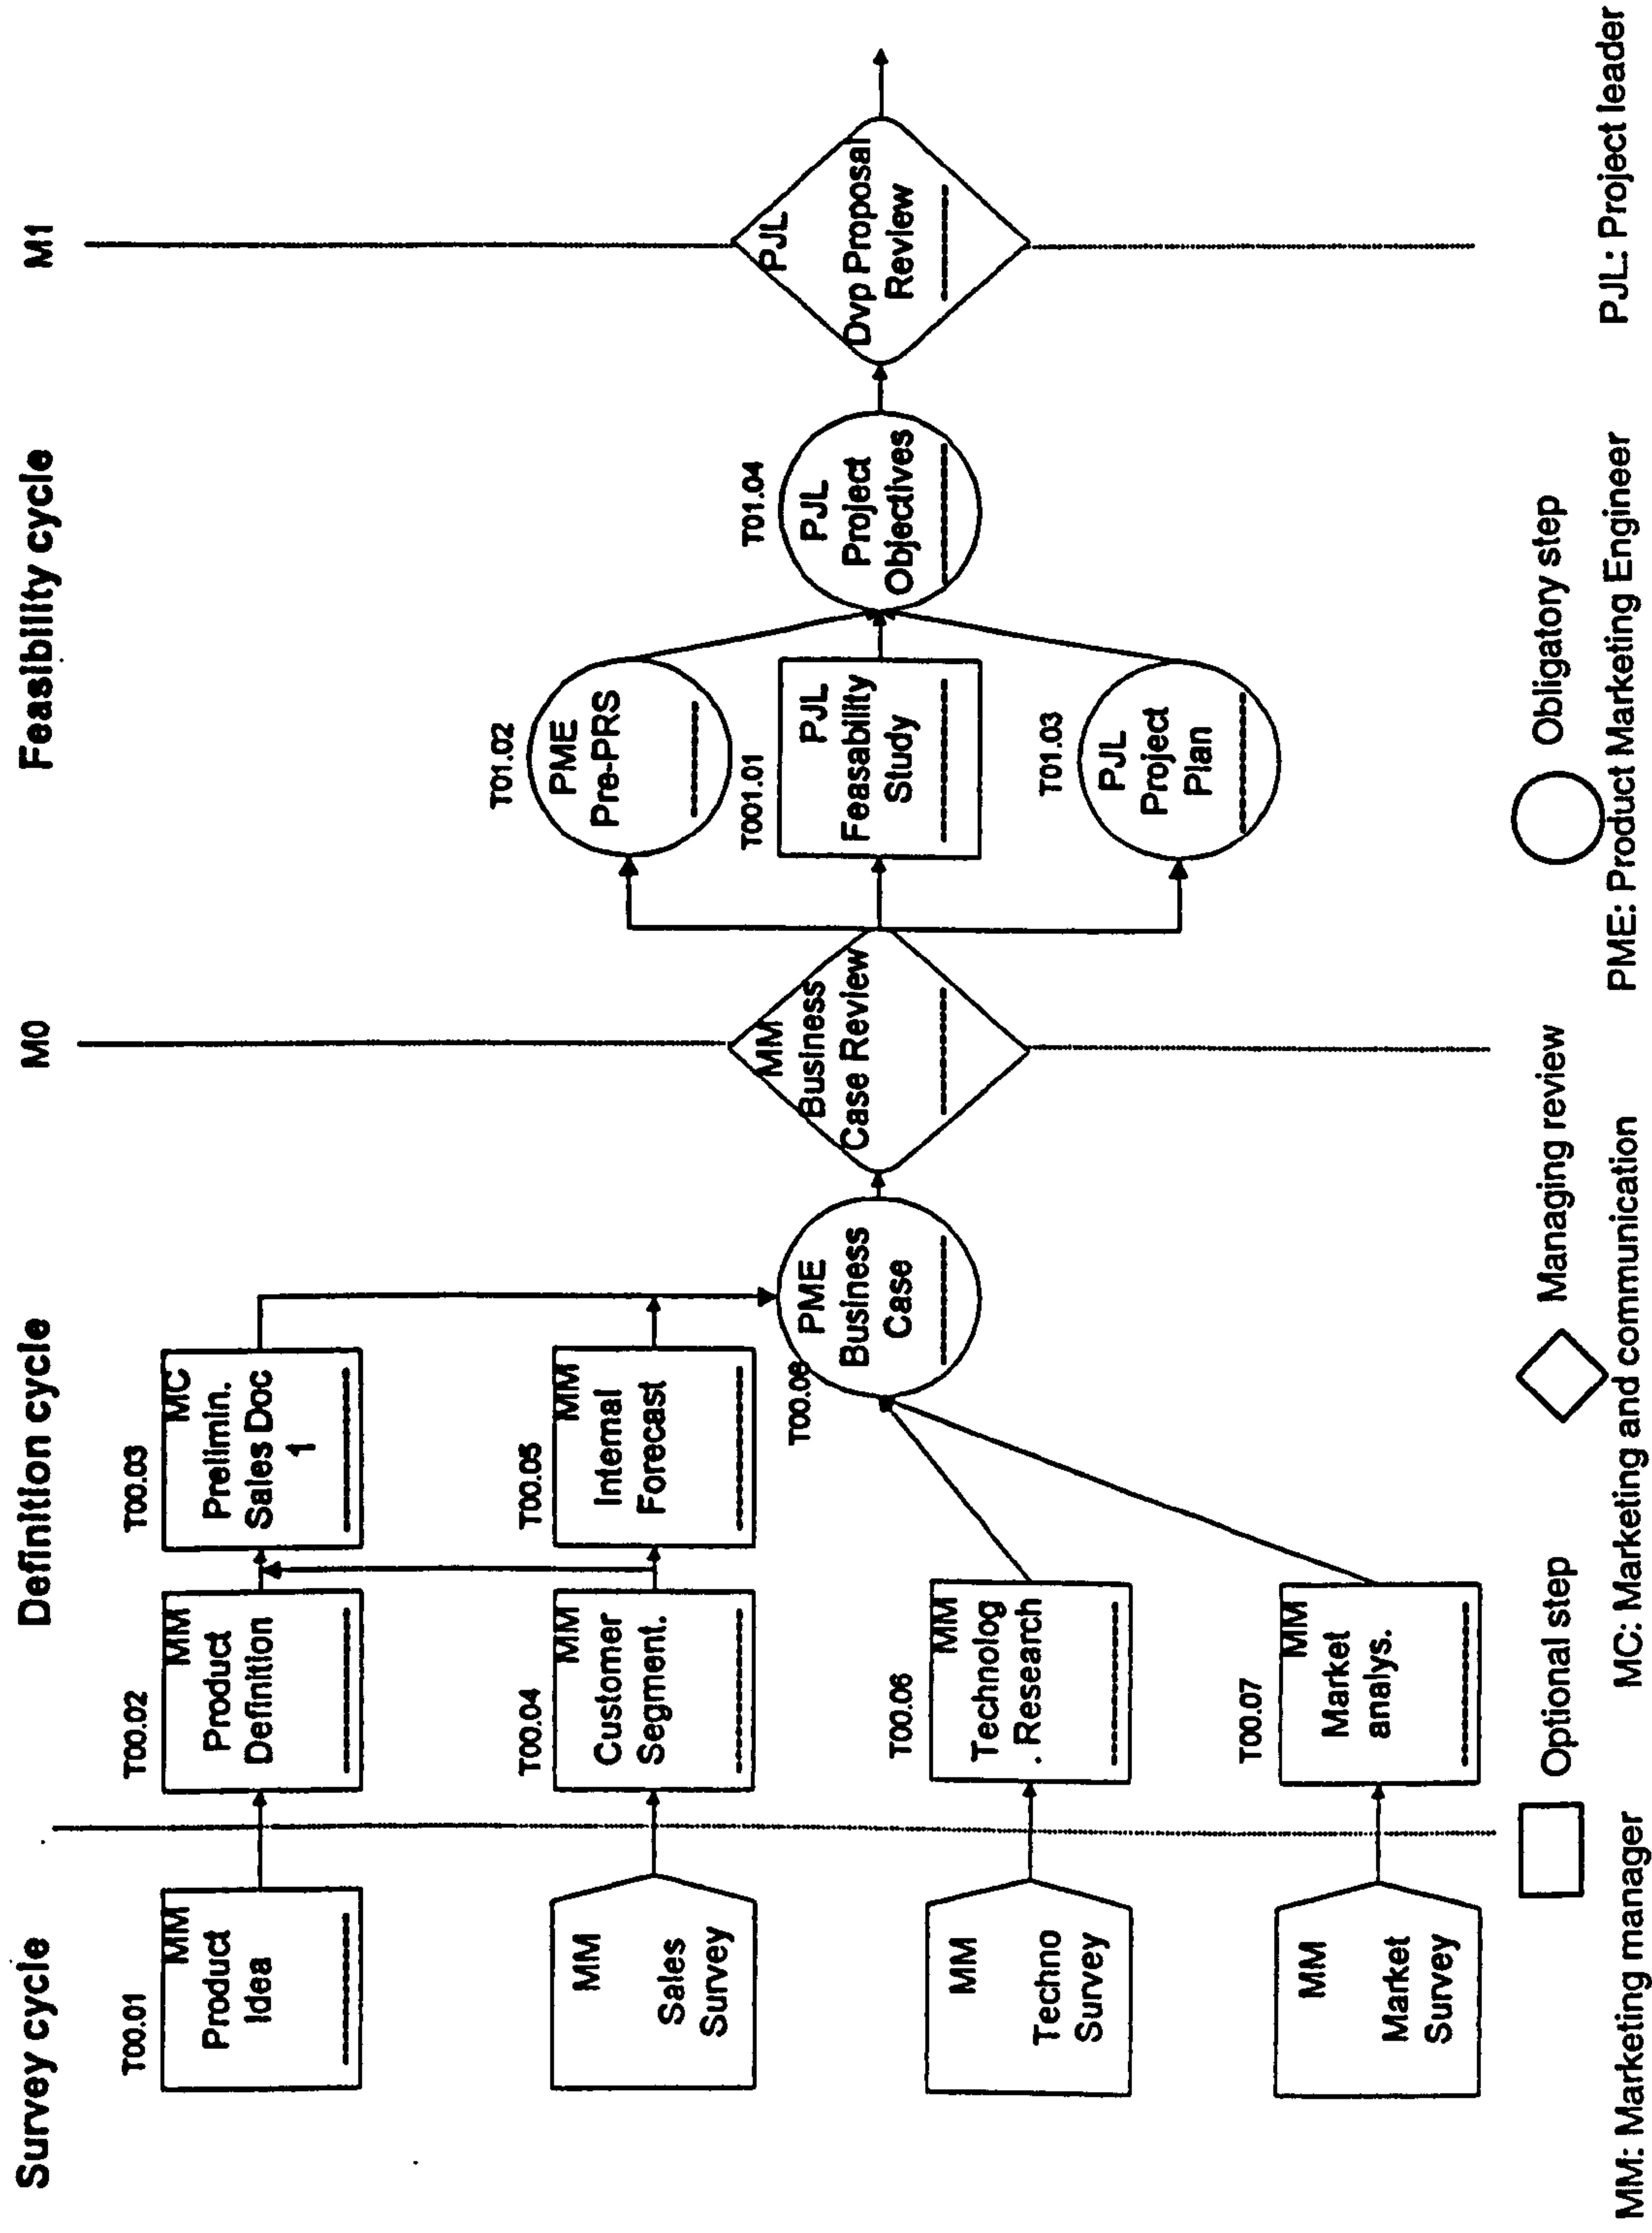 Survey cycle
Definition cycle
M0
Feasibility cycle
M1
T00.01
MM
Product
Idea
MM
Sales
Survey
MM
Techno
Survey
MM
Market
Survey
T00.02
MM
Product
Definition
T00.04
MM
Customer
Segment.
T00.06
MM
Technolog
. Research
T00.07
MM
Market
analys.
T00.03
MC
Prelimin.
Sales Doc
1
T00.05
MM
Internal
Forecast
PME
Business
Case
MM
Business
Case Review
T01.02
PME
Pre-PRS
T001.01
PJL
Feasability
Study
T01.03
PJL
Project
Plan
T01.04
PJL
Project
Objectives
PJL
Dvp Proposal
Review
Optional step
Managing review
Obligatory step
MM: Marketing manager
MC: Marketing and communication
PME: Product Marketing Engineer
PJL: Project leader